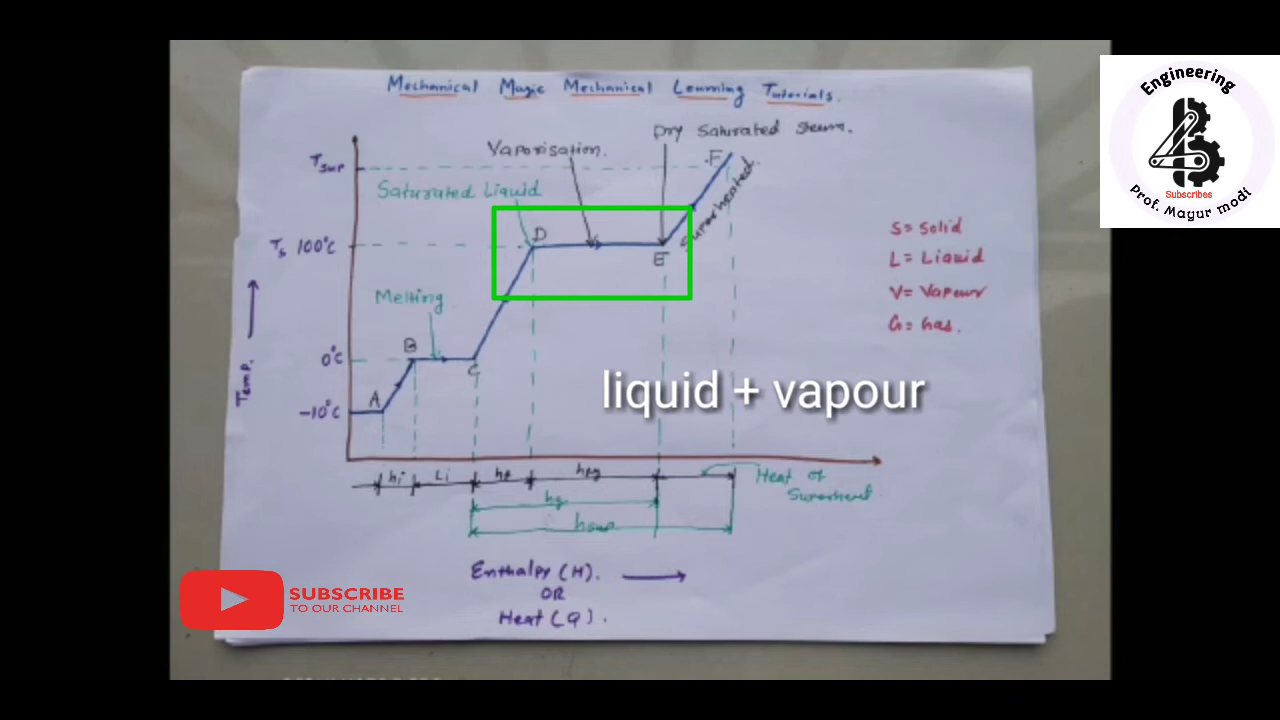 Mechanical Magic Mechanical Learning Tutorials.
Engineering
Prof. Mayur modi
Subscribes
Dry Saturated Steam.
Vaporisation.
Tsup
F
Saturated Liquid
Superheated.
D
Ts 100°C
E
S = Solid
L = Liquid
V = Vapour
G = Gas.
Melting
B
0°C
C
Temp.
A
-10°C
liquid + vapour
hi
Li
hf
hfg
Heat of
Superheat.
hg
hsup
Enthalpy (H).
OR
Heat (Q).
SUBSCRIBE
TO OUR CHANNEL